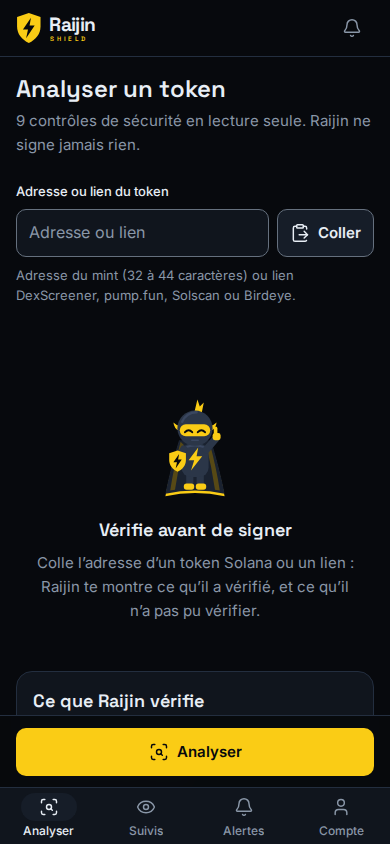 Raijin
SHIELD
Analyser un token
9 contrôles de sécurité en lecture seule. Raijin ne
signe jamais rien.
Adresse ou lien du token
Adresse ou lien
Coller
Adresse du mint (32 à 44 caractères) ou lien
DexScreener, pump.fun, Solscan ou Birdeye.
Vérifie avant de signer
Colle l’adresse d’un token Solana ou un lien :
Raijin te montre ce qu’il a vérifié, et ce qu’il
n’a pas pu vérifier.
Ce que Raijin vérifie
Analyser
Analyser
Suivis
Alertes
Compte